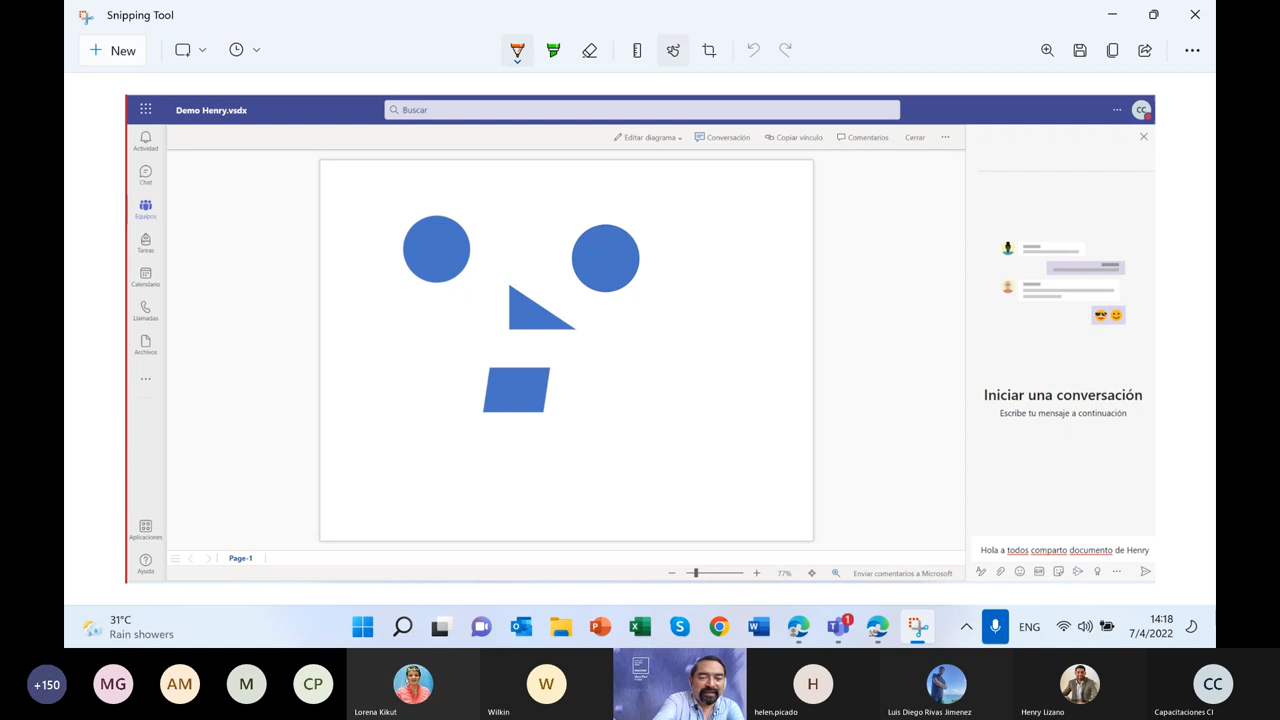 Snipping Tool
New
Demo Henry.vsdx
Buscar
CC
Actividad
Chat
Equipos
Tareas
Calendario
Llamadas
Archivos
Aplicaciones
Ayuda
Editar diagrama
Conversación
Copiar vínculo
Comentarios
Cerrar
Iniciar una conversación
Escribe tu mensaje a continuación
Hola a todos comparto documento de Henry
GIF
Page-1
77%
Enviar comentarios a Microsoft
31°C
Rain showers
1
ENG
14:18
7/4/2022
+150
MG
AM
M
CP
Lorena Kikut
W
Wilkin
H
helen.picado
Luis Diego Rivas Jimenez
Henry Lizano
CC
Capacitaciones CI